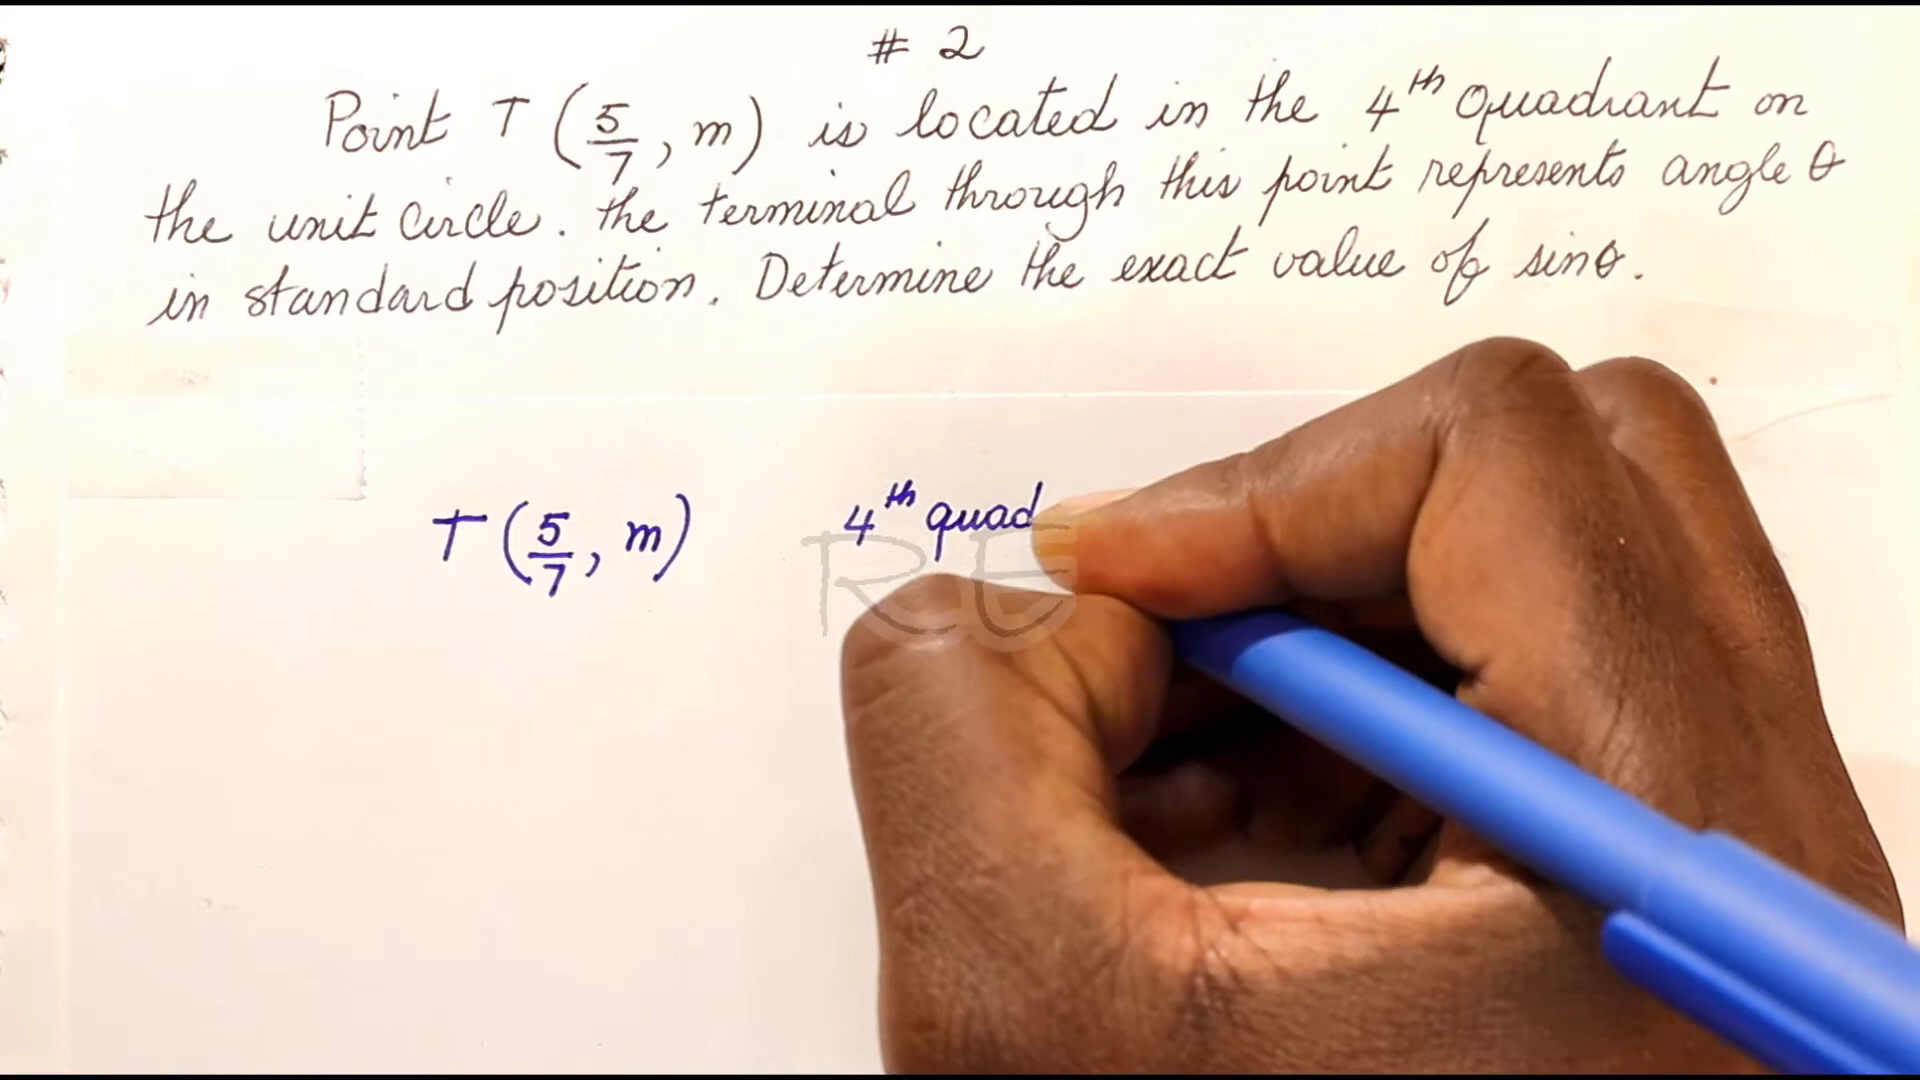 # 2
Point T (5/7, m) is located in the 4th Quadrant on
the unit circle. the terminal through this point represents angle θ
in standard position. Determine the exact value of sinθ.
T (5/7, m) 4th quad
RE